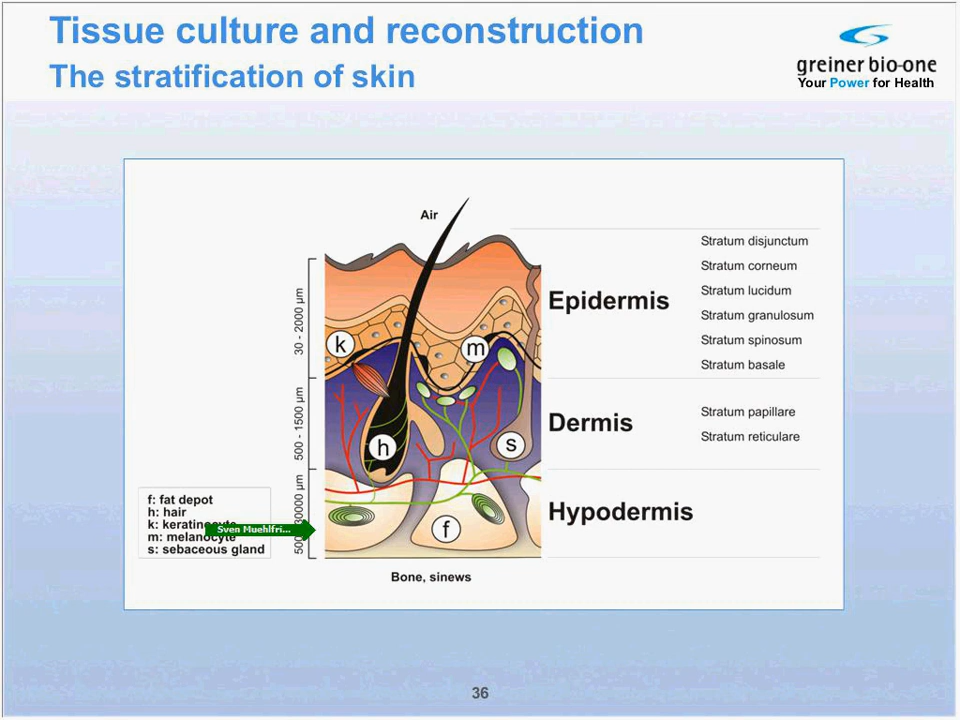 Tissue culture and reconstruction
The stratification of skin
greiner bio-one
Your Power for Health
Air
30 - 2000 µm
500 - 1500 µm
Epidermis
Stratum disjunctum
Stratum corneum
Stratum lucidum
Stratum granulosum
Stratum spinosum
Stratum basale
k
m
Dermis
Stratum papillare
Stratum reticulare
h
s
Hypodermis
f
f: fat depot
h: hair
k:
m: melanocyte
s: sebaceous gland
Sven Muehlfri...
Bone, sinews
36